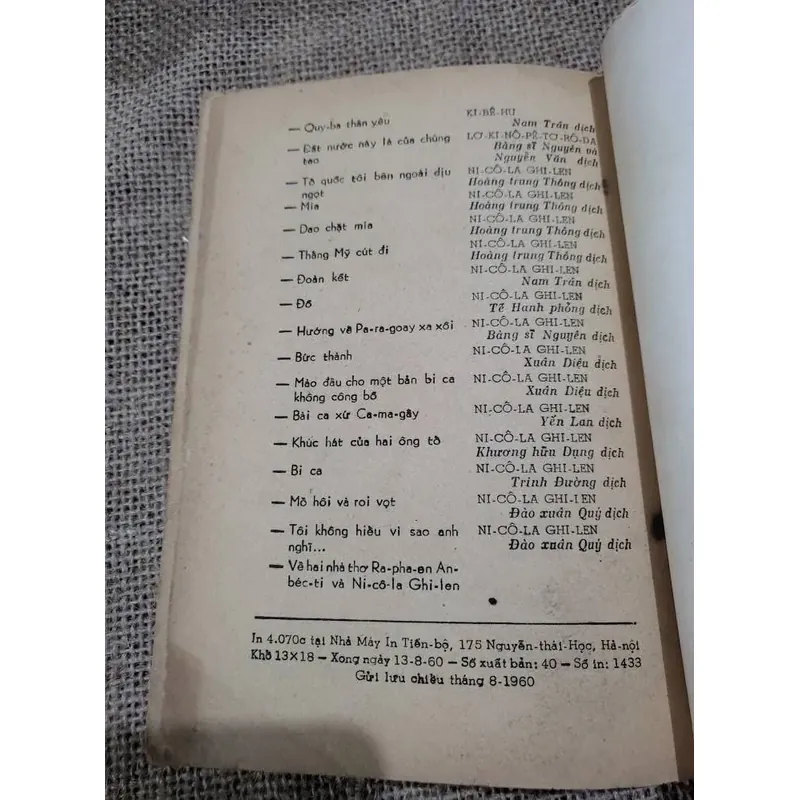 — Quy-ba thân yêu KI-BÊ-HU
Nam Trân dịch
— Đất nước này là của chúng LƠ-KI-NÔ-PÊ-TƠ-RÔ-DA
tao Bằng sĩ Nguyên và
Nguyễn Văn dịch
— Tổ quốc tôi bên ngoài dịu NI-CÔ-LA GHI-LEN
ngọt Hoàng trung Thông dịch
— Mía NI-CÔ-LA GHI-LEN
Hoàng trung Thông dịch
— Dao chặt mía NI-CÔ-LA GHI-LEN
Hoàng trung Thông dịch
— Thằng Mỹ cút đi NI-CÔ-LA GHI-LEN
Hoàng trung Thông dịch
— Đoàn kết NI-CÔ-LA GHI-LEN
Nam Trân dịch
— Đố NI-CÔ-LA GHI-LEN
Tế Hanh phỏng dịch
— Hướng về Pa-ra-goay xa xôi NI-CÔ-LA GHI-LEN
Bằng sĩ Nguyên dịch
— Bức thành NI-CÔ-LA GHI-LEN
Xuân Diệu dịch
— Mào đầu cho một bản bi ca NI-CÔ-LA GHI-LEN
không công bố Xuân Diệu dịch
— Bài ca xứ Ca-ma-gây NI-CÔ-LA GHI-LEN
Yến Lan dịch
— Khúc hát của hai ông tổ NI-CÔ-LA GHI-LEN
Khương hữu Dụng dịch
— Bi ca NI-CÔ-LA GHI-LEN
Trinh Đường dịch
— Mồ hôi và roi vọt NI-CÔ-LA GHI-LEN
Đào xuân Quý dịch
— Tôi không hiểu vì sao anh NI-CÔ-LA GHI-LEN
nghĩ... Đào xuân Quý dịch
— Về hai nhà thơ Ra-pha-en An-
béc-ti và Ni-cô-la Ghi-len
In 4.070c tại Nhà Máy In Tiến-bộ, 175 Nguyễn-thái-Học, Hà-nội
Khổ 13×18 — Xong ngày 13-8-60 — Số xuất bản: 40 — Số in: 1433
Gửi lưu chiểu tháng 8-1960